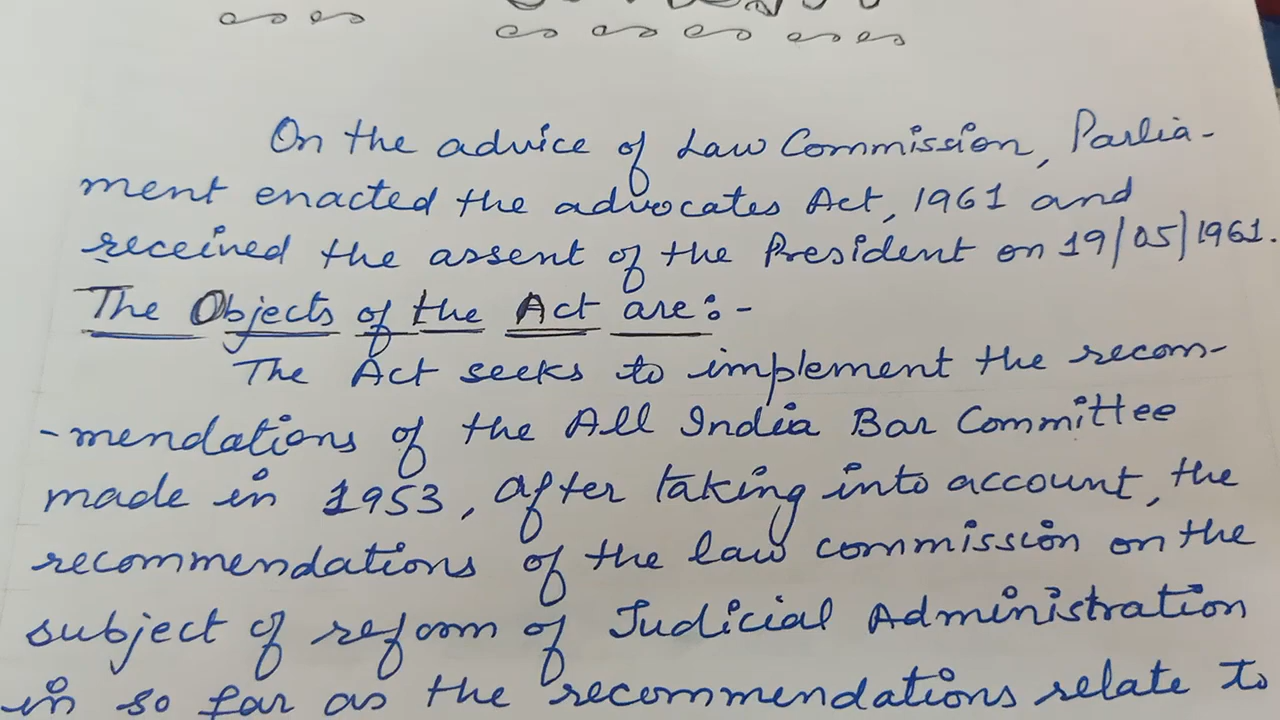 On the advice of Law Commission, Parlia-
ment enacted the advocates Act, 1961 and
received the assent of the President on 19/05/1961.
The Objects of the Act are:-
The Act seeks to implement the recom-
-mendations of the All India Bar Committee
made in 1953, after taking into account, the
recommendations of the law commission on the
subject of reform of Judicial Administration
in so far as the recommendations relate to